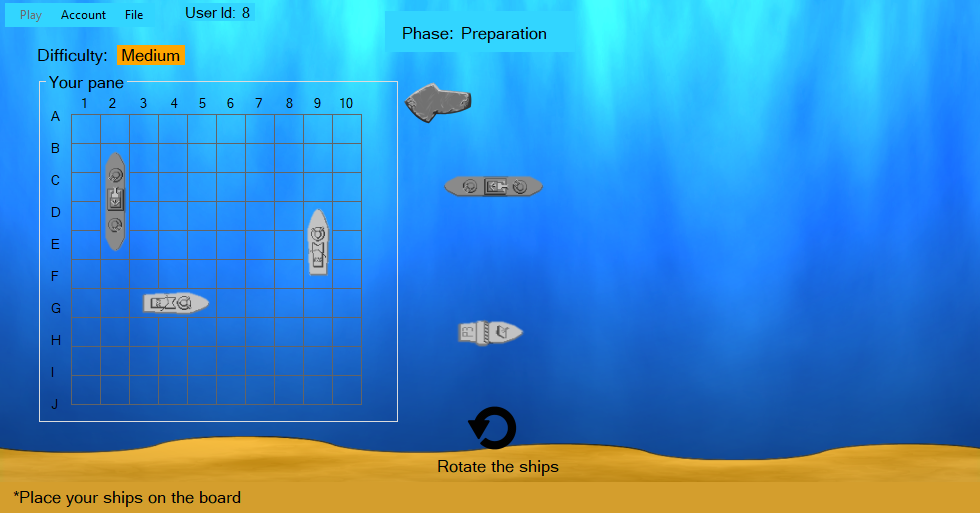 Play Account File User Id: 8
Phase: Preparation
Difficulty: Medium
Your pane
1 2 3 4 5 6 7 8 9 10
A
B
C
D
E
F
G
H
I
J
Rotate the ships
*Place your ships on the board